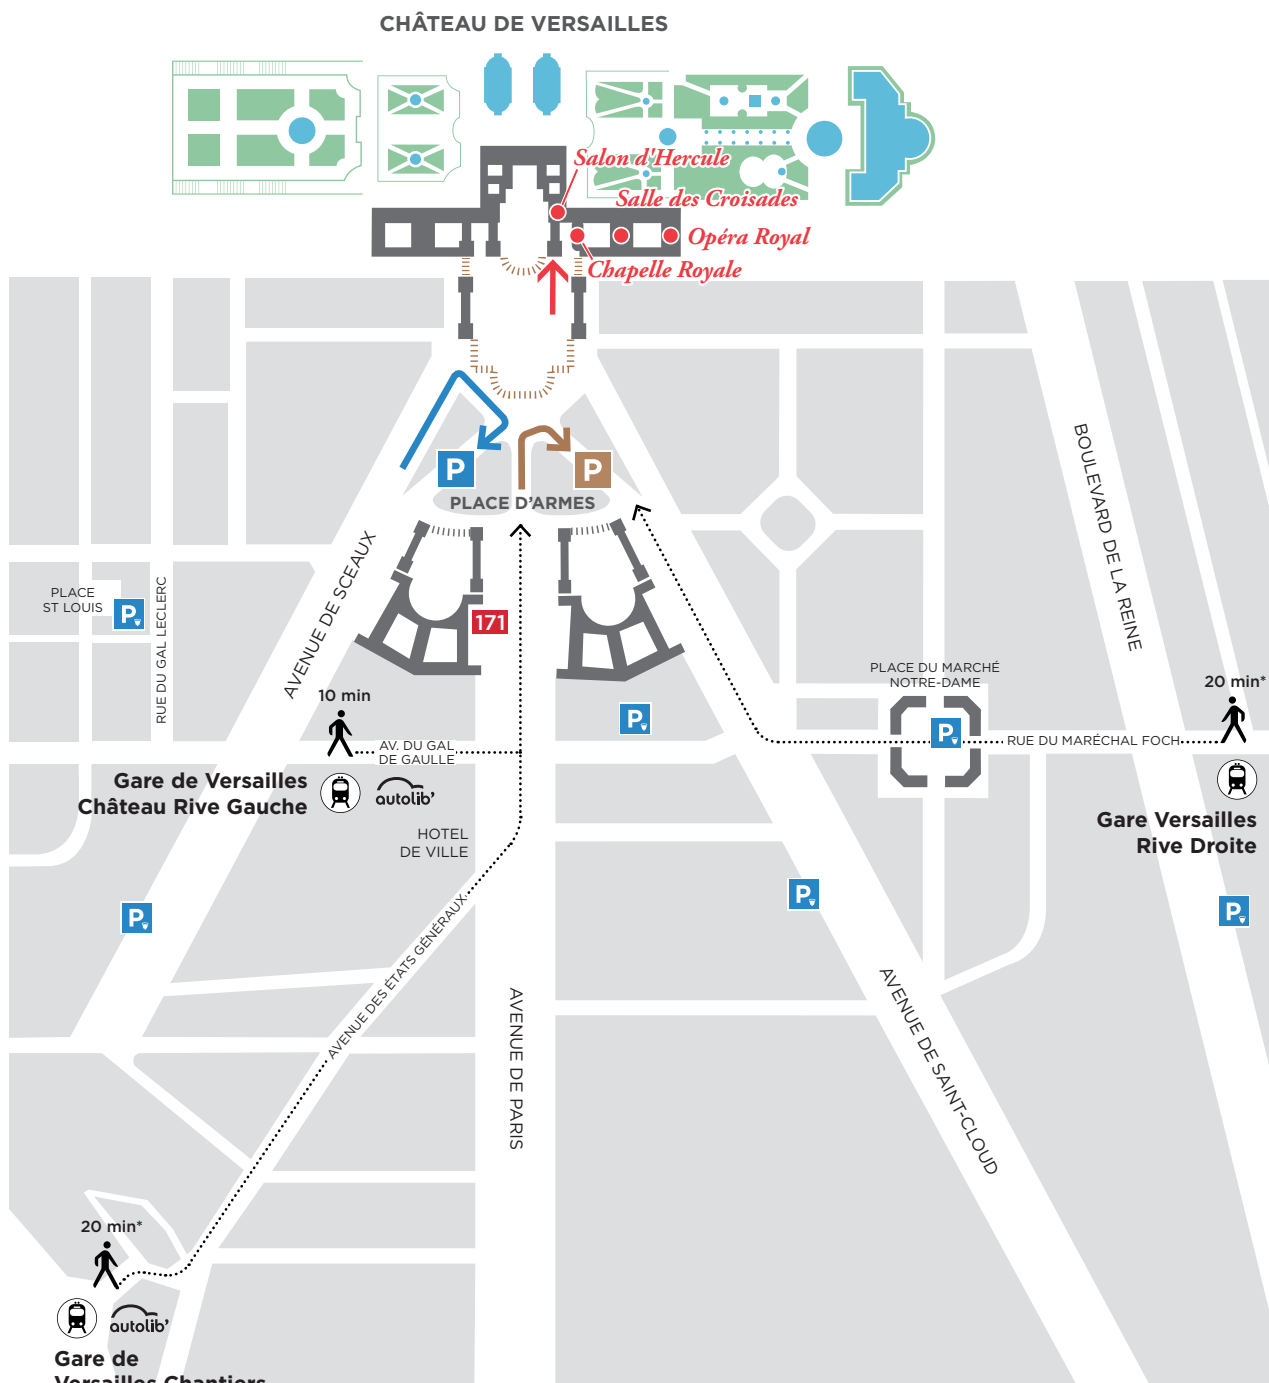 CHÂTEAU DE VERSAILLES
Salon d'Hercule
Salle des Croisades
Opéra Royal
Chapelle Royale
P
P
PLACE D'ARMES
BOULEVARD DE LA REINE
AVENUE DE SCEAUX
PLACE
ST LOUIS
P
RUE DU GAL LECLERC
171
10 min
AV. DU GAL
DE GAULLE
P
PLACE DU MARCHÉ
NOTRE-DAME
P
RUE DU MARÉCHAL FOCH
20 min*
Gare de Versailles
Château Rive Gauche
autolib'
Gare Versailles
Rive Droite
HOTEL
DE VILLE
P
P
P
AVENUE DES ÉTATS GÉNÉRAUX
AVENUE DE PARIS
AVENUE DE SAINT-CLOUD
20 min*
autolib'
Gare de
Versailles Chantiers